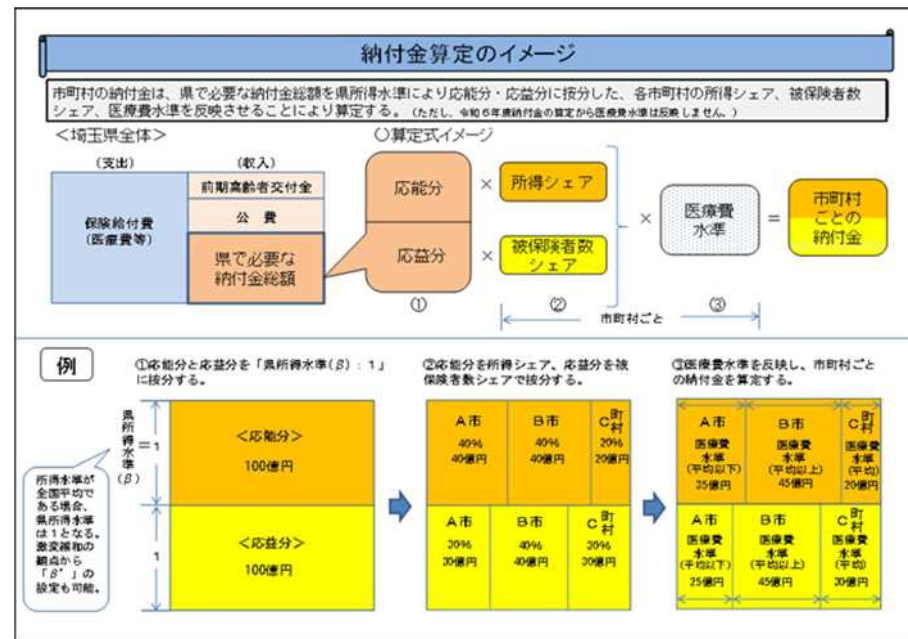 納付金算定のイメージ
市町村の納付金は、県で必要な納付金総額を県所得水準により応能分・応益分に按分した、各市町村の所得シェア、被保険者数
シェア、医療費水準を反映させることにより算定する。（ただし、令和６年度納付金の算定から医療費水準は反映しません。）
＜埼玉県全体＞
〇算定式イメージ
（支出）
（収入）
保険給付費
（医療費等）
前期高齢者交付金
公　費
県で必要な
納付金総額
応能分
×
所得シェア
応益分
×
被保険者数
シェア
×
医療費
水準
＝
市町村
ごとの
納付金
①
②
③
市町村ごと
例
①応能分と応益分を「県所得水準（β）：１」
に按分する。
県所得水準（β）
＝
1
1
＜応能分＞
100億円
＜応益分＞
100億円
所得水準が
全国平均で
ある場合、
県所得水準
は１となる。
激変緩和の
観点から
「β’」の
設定も可能。
②応能分を所得シェア、応益分を被
保険者数シェアで按分する。
A市
40%
40億円
B市
40%
40億円
C町村
20%
20億円
A市
30%
30億円
B市
40%
40億円
C町村
30%
30億円
③医療費水準を反映し、市町村ごと
の納付金を算定する。
A市
医療費
水準
（平均以下）
35億円
B市
医療費
水準
（平均以上）
45億円
C町村
医療費
水準
（平均）
20億円
A市
医療費
水準
（平均以下）
25億円
B市
医療費
水準
（平均以上）
45億円
C町村
医療費
水準
（平均）
30億円